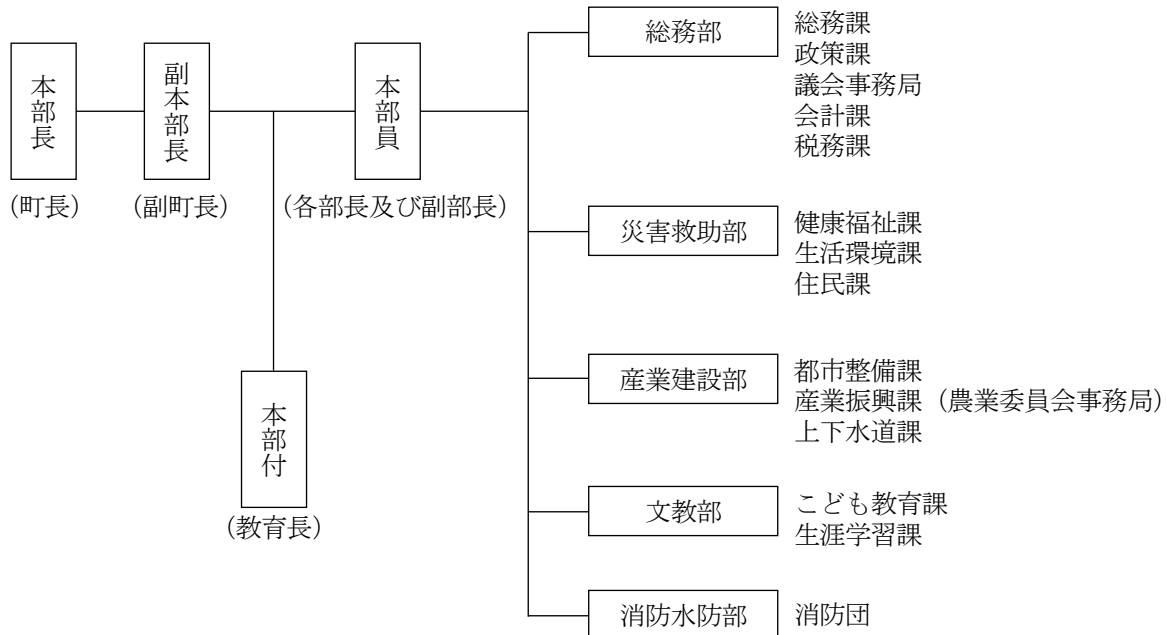 本部長
(町長)
副本部長
(副町長)
本部員
(各部長及び副部長)
本部付
(教育長)
総務部
総務課
政策課
議会事務局
会計課
税務課
災害救助部
健康福祉課
生活環境課
住民課
産業建設部
都市整備課
産業振興課（農業委員会事務局）
上下水道課
文教部
こども教育課
生涯学習課
消防水防部
消防団